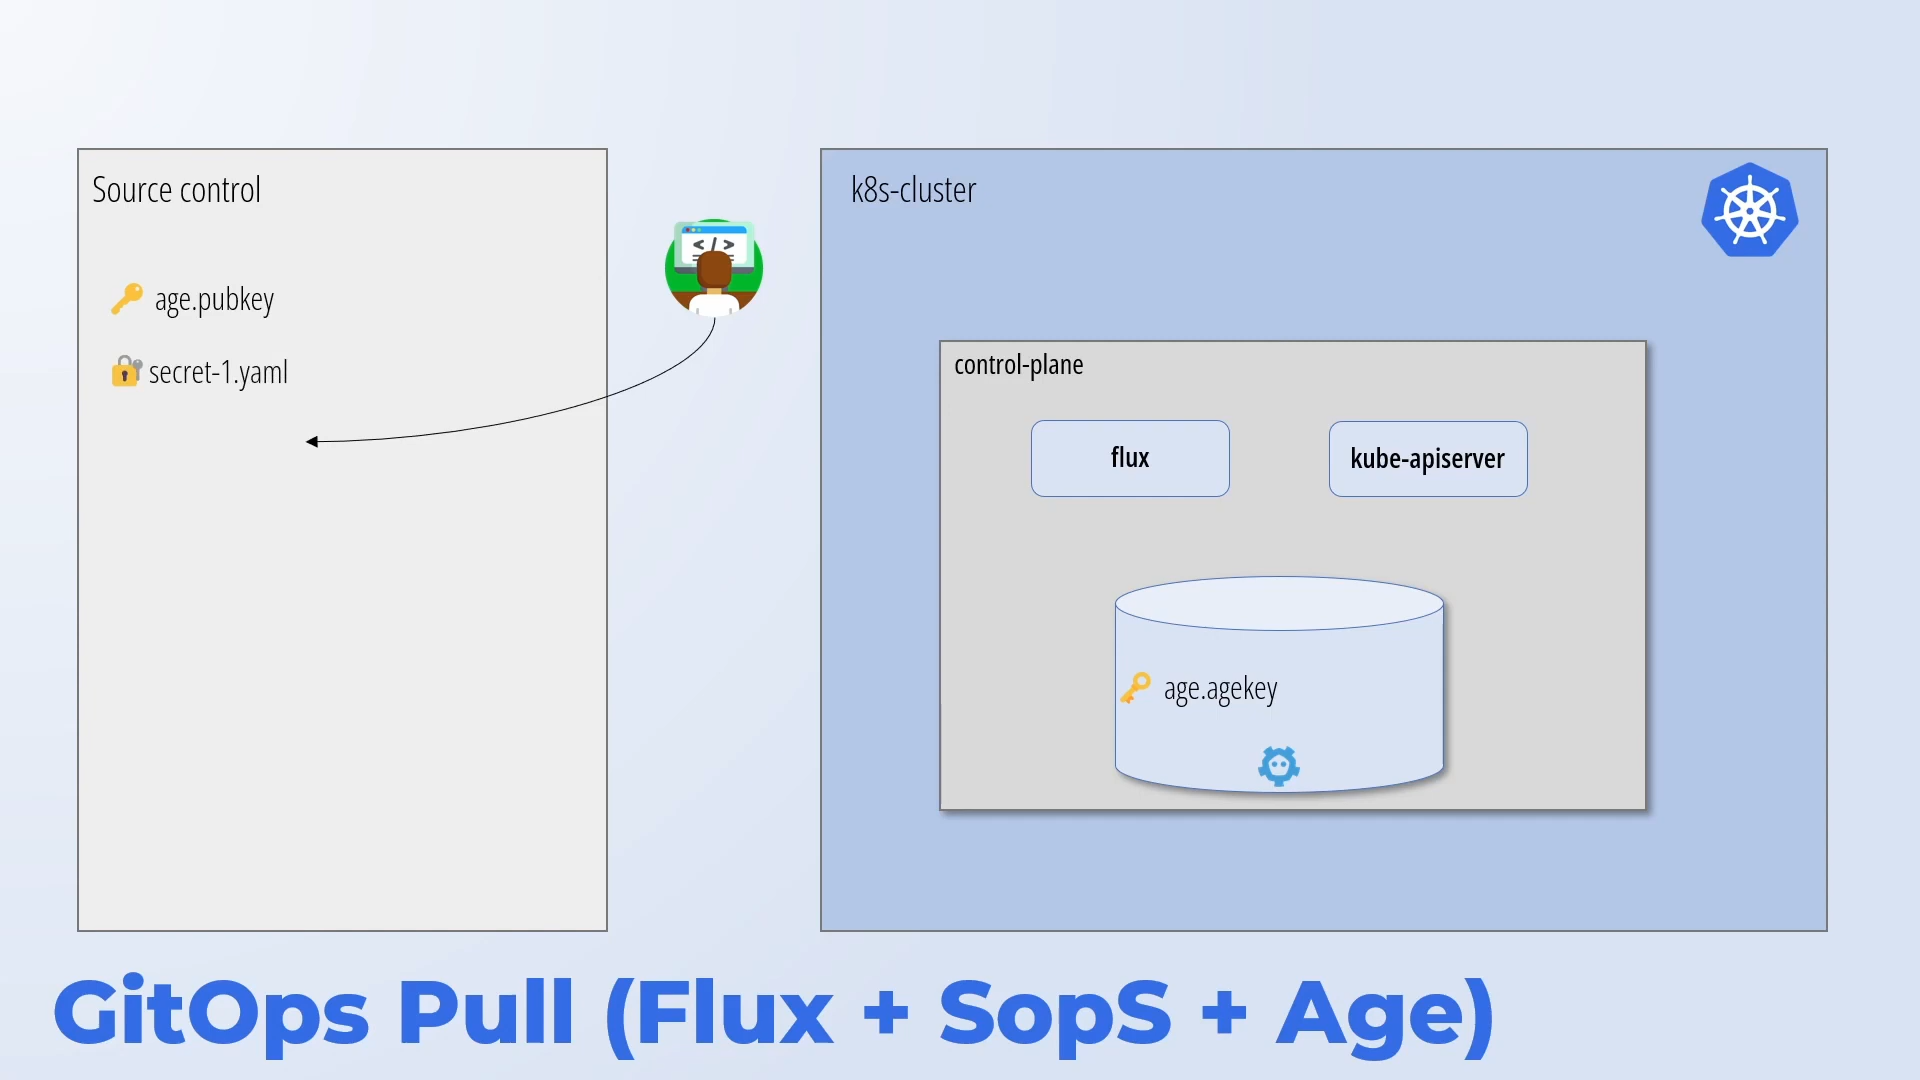 Source control
age.pubkey
secret-1.yaml
</>
k8s-cluster
control-plane
flux
kube-apiserver
age.agekey
GitOps Pull (Flux + SopS + Age)